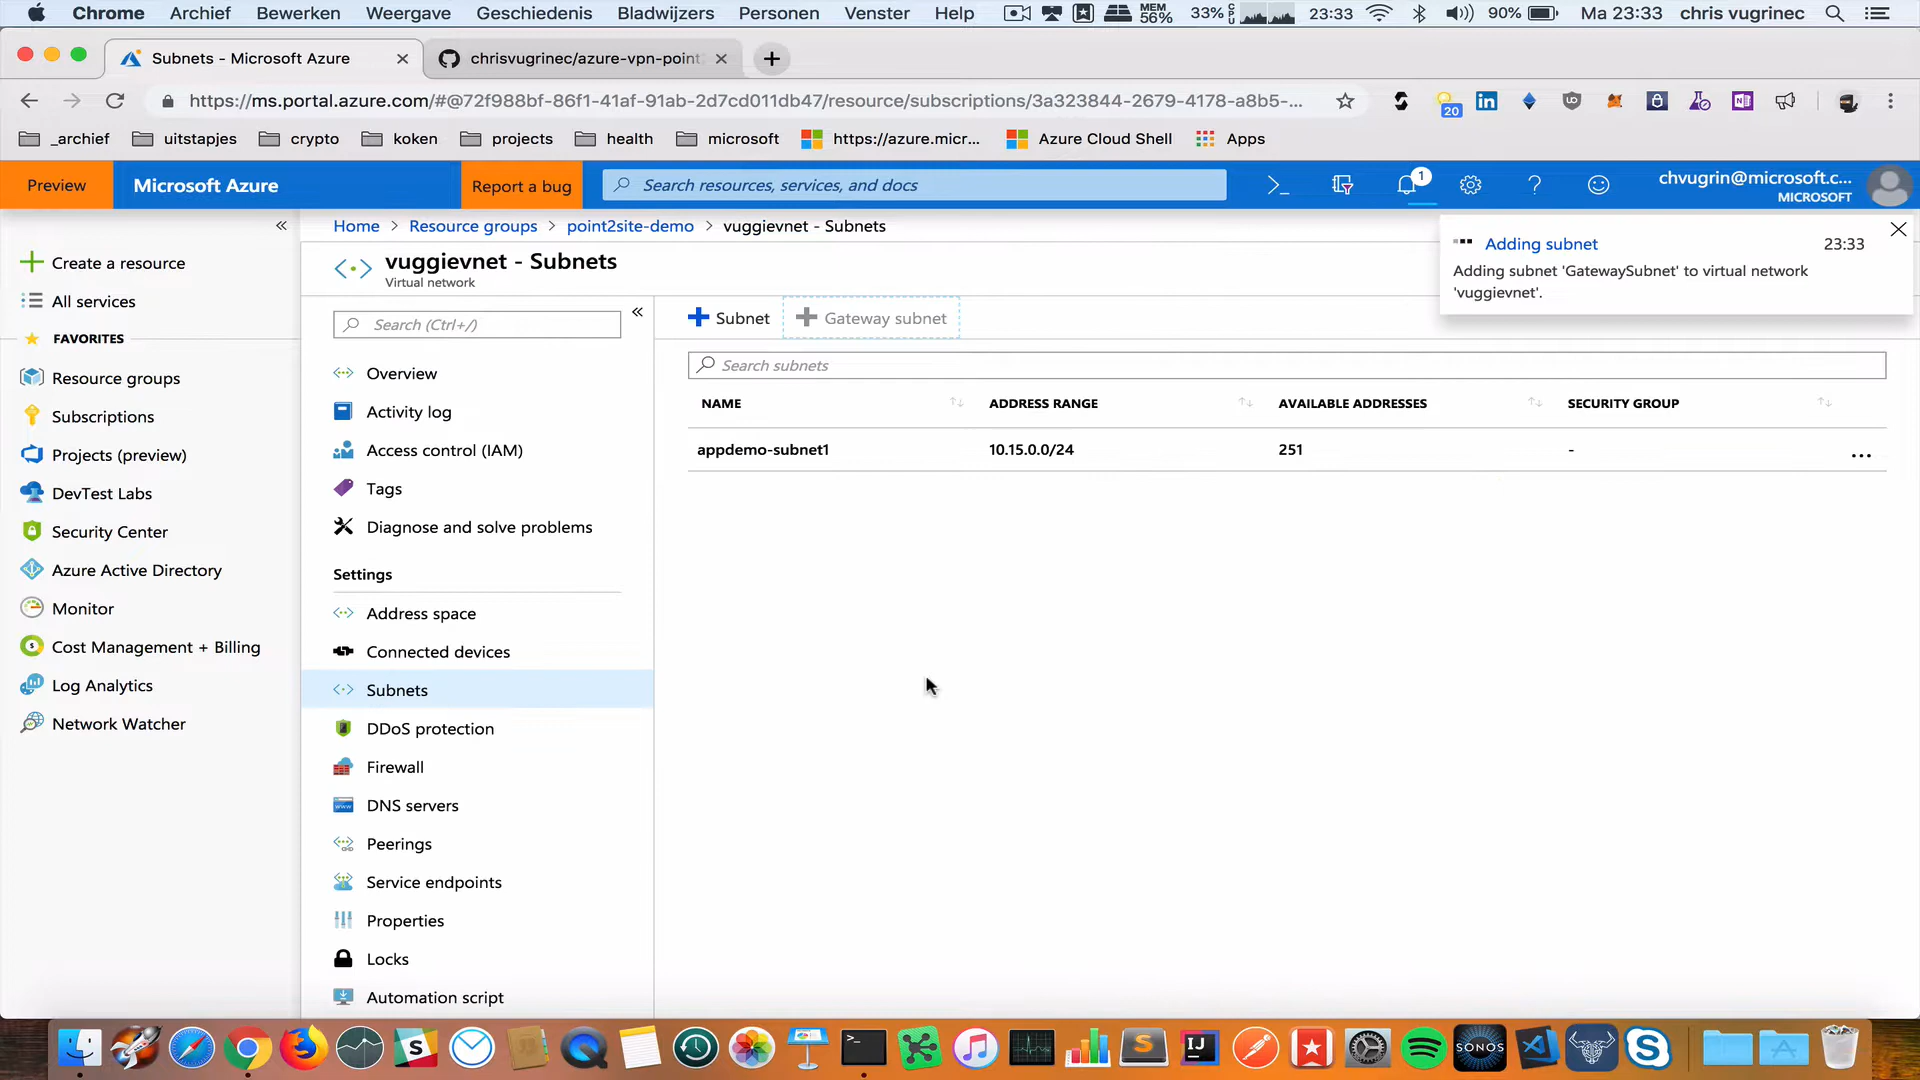 Chrome Archief Bewerken Weergave Geschiedenis Bladwijzers Personen Venster Help MEM 56% 33% 23:33 90% Ma 23:33 chris vugrinec
Subnets - Microsoft Azure
chrisvugrinec/azure-vpn-point
https://ms.portal.azure.com/#@72f988bf-86f1-41af-91ab-2d7cd011db47/resource/subscriptions/3a323844-2679-4178-a8b5-...
20
_archief uitstapjes crypto koken projects health microsoft https://azure.micr... Azure Cloud Shell Apps
Preview Microsoft Azure Report a bug Search resources, services, and docs 1 chvugrin@microsoft.c...
MICROSOFT
Home > Resource groups > point2site-demo > vuggievnet - Subnets
vuggievnet - Subnets
Virtual network
Adding subnet 23:33
Adding subnet 'GatewaySubnet' to virtual network
'vuggievnet'.
Create a resource
All services
FAVORITES
Resource groups
Subscriptions
Projects (preview)
DevTest Labs
Security Center
Azure Active Directory
Monitor
Cost Management + Billing
Log Analytics
Network Watcher
Search (Ctrl+/)
Overview
Activity log
Access control (IAM)
Tags
Diagnose and solve problems
Settings
Address space
Connected devices
Subnets
DDoS protection
Firewall
DNS servers
Peerings
Service endpoints
Properties
Locks
Automation script
Subnet Gateway subnet
Search subnets
NAME ADDRESS RANGE AVAILABLE ADDRESSES SECURITY GROUP
appdemo-subnet1 10.15.0.0/24 251 - ...
SONOS